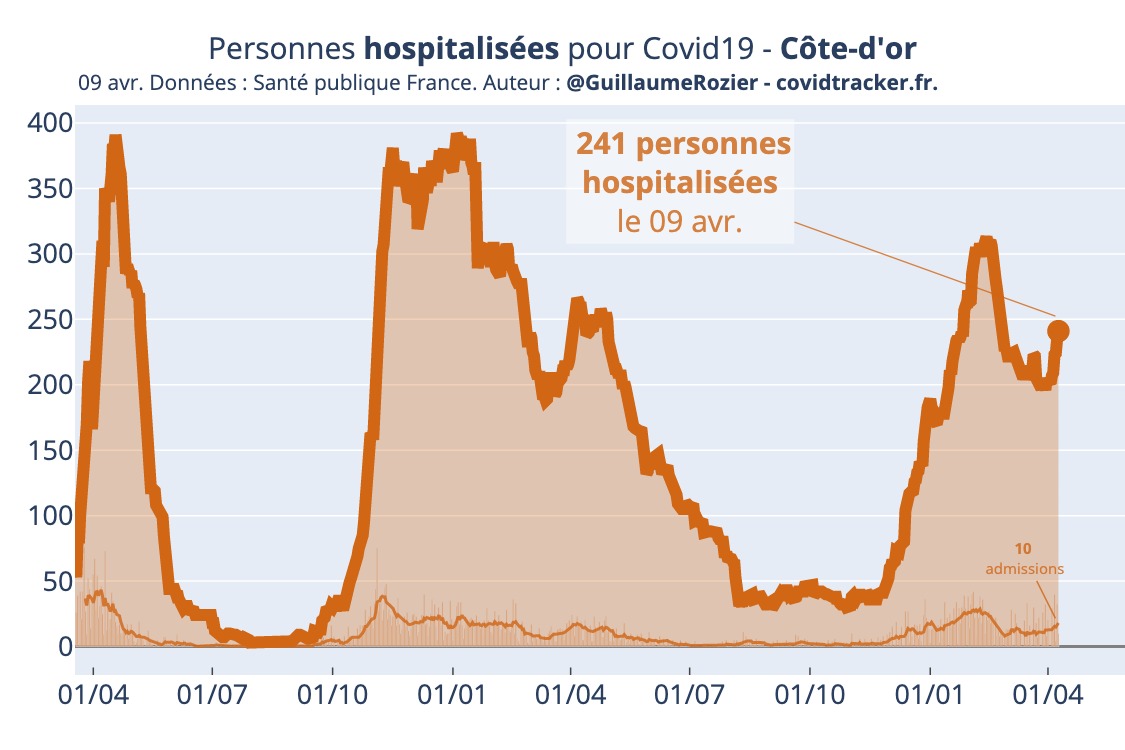 Personnes hospitalisées pour Covid19 - Côte-d'or
09 avr. Données : Santé publique France. Auteur : @GuillaumeRozier - covidtracker.fr.
400
350
300
250
200
150
100
50
0
241 personnes
hospitalisées
le 09 avr.
10
admissions
01/04 01/07 01/10 01/01 01/04 01/07 01/10 01/01 01/04